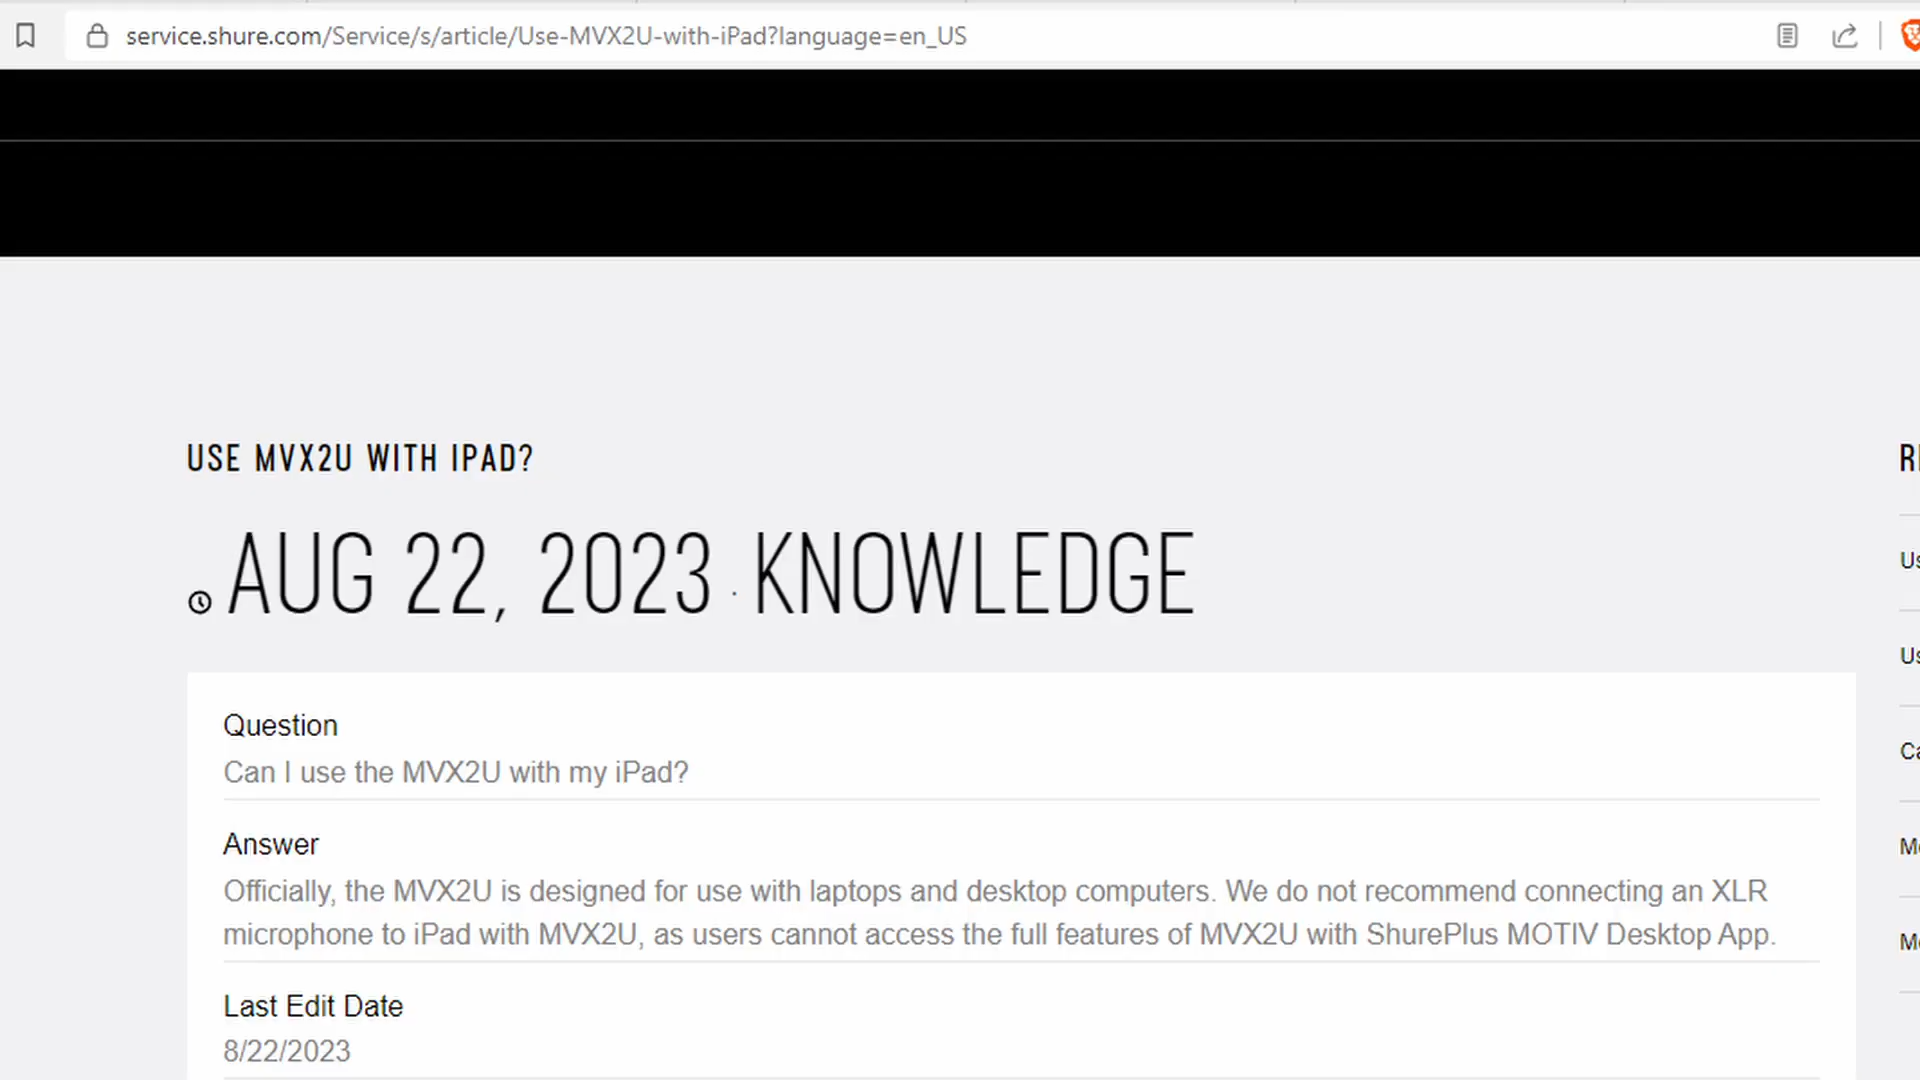 service.shure.com/Service/s/article/Use-MVX2U-with-iPad?language=en_US
USE MVX2U WITH IPAD?
AUG 22, 2023 · KNOWLEDGE
Question
Can I use the MVX2U with my iPad?
Answer
Officially, the MVX2U is designed for use with laptops and desktop computers. We do not recommend connecting an XLR
microphone to iPad with MVX2U, as users cannot access the full features of MVX2U with ShurePlus MOTIV Desktop App.
Last Edit Date
8/22/2023